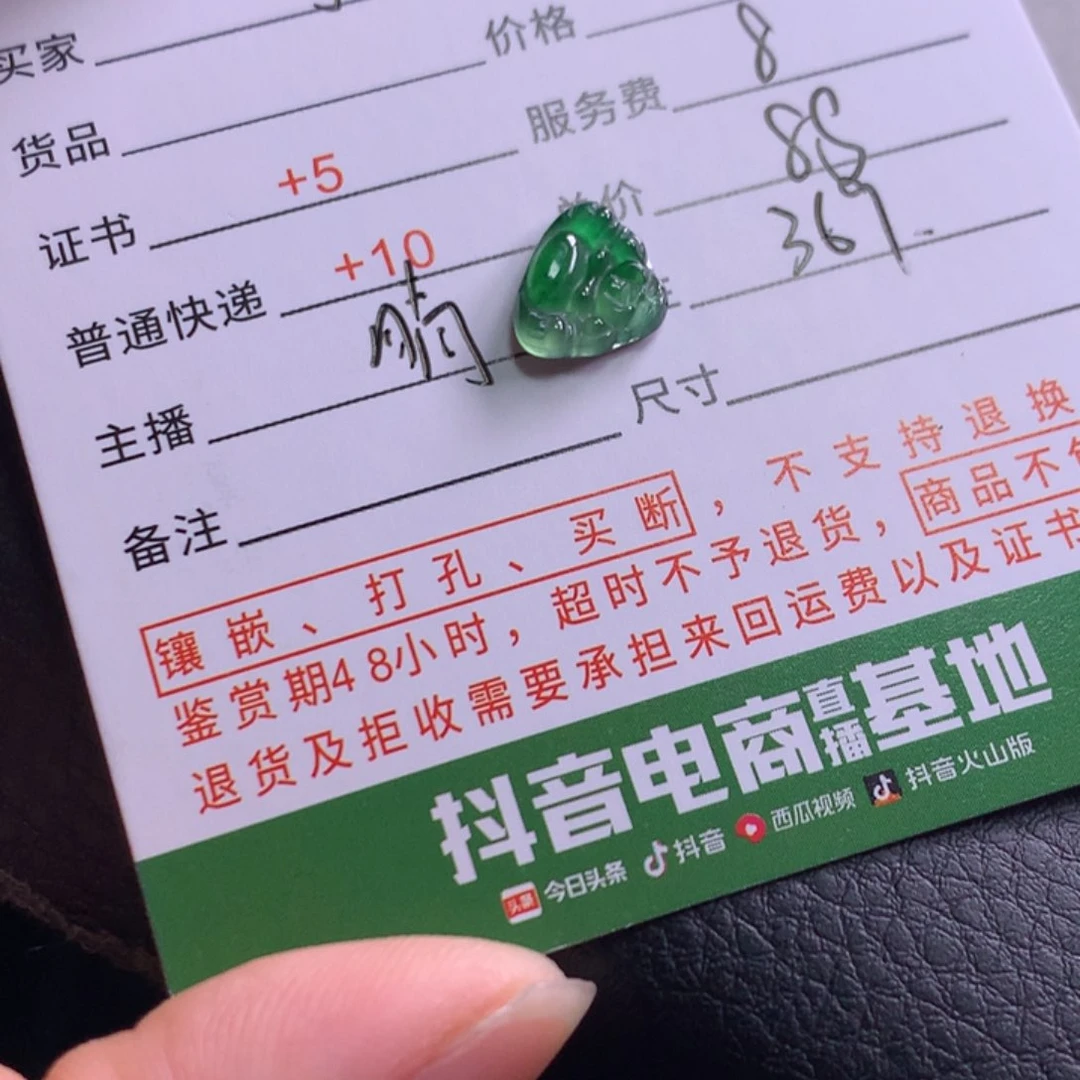 买家
价格 8
货品
服务费
证书 +5
价
普通快递 +10
367.
主播
尺寸
备注
镶嵌、打孔、买断，不支持退换
鉴赏期48小时，超时不予退货，商品不
退货及拒收需要承担来回运费以及证书
抖音电商直播基地
头条 今日头条 抖音 西瓜视频 抖音火山版